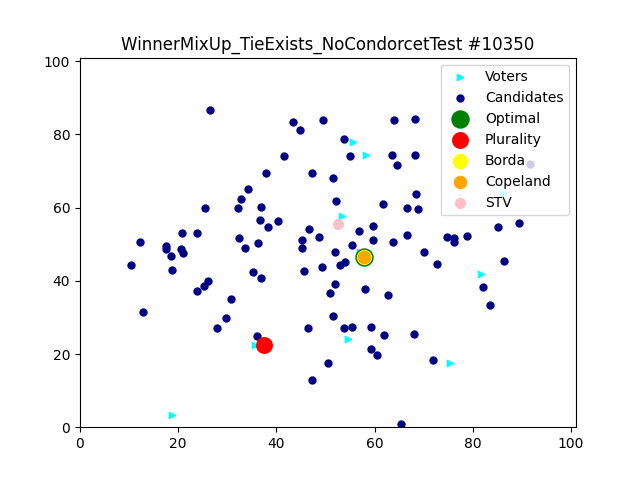 WinnerMixUp_TieExists_NoCondorcetTest #10350
100
80
60
40
20
0
0
20
40
60
80
100
Voters
Candidates
Optimal
Plurality
Borda
Copeland
STV